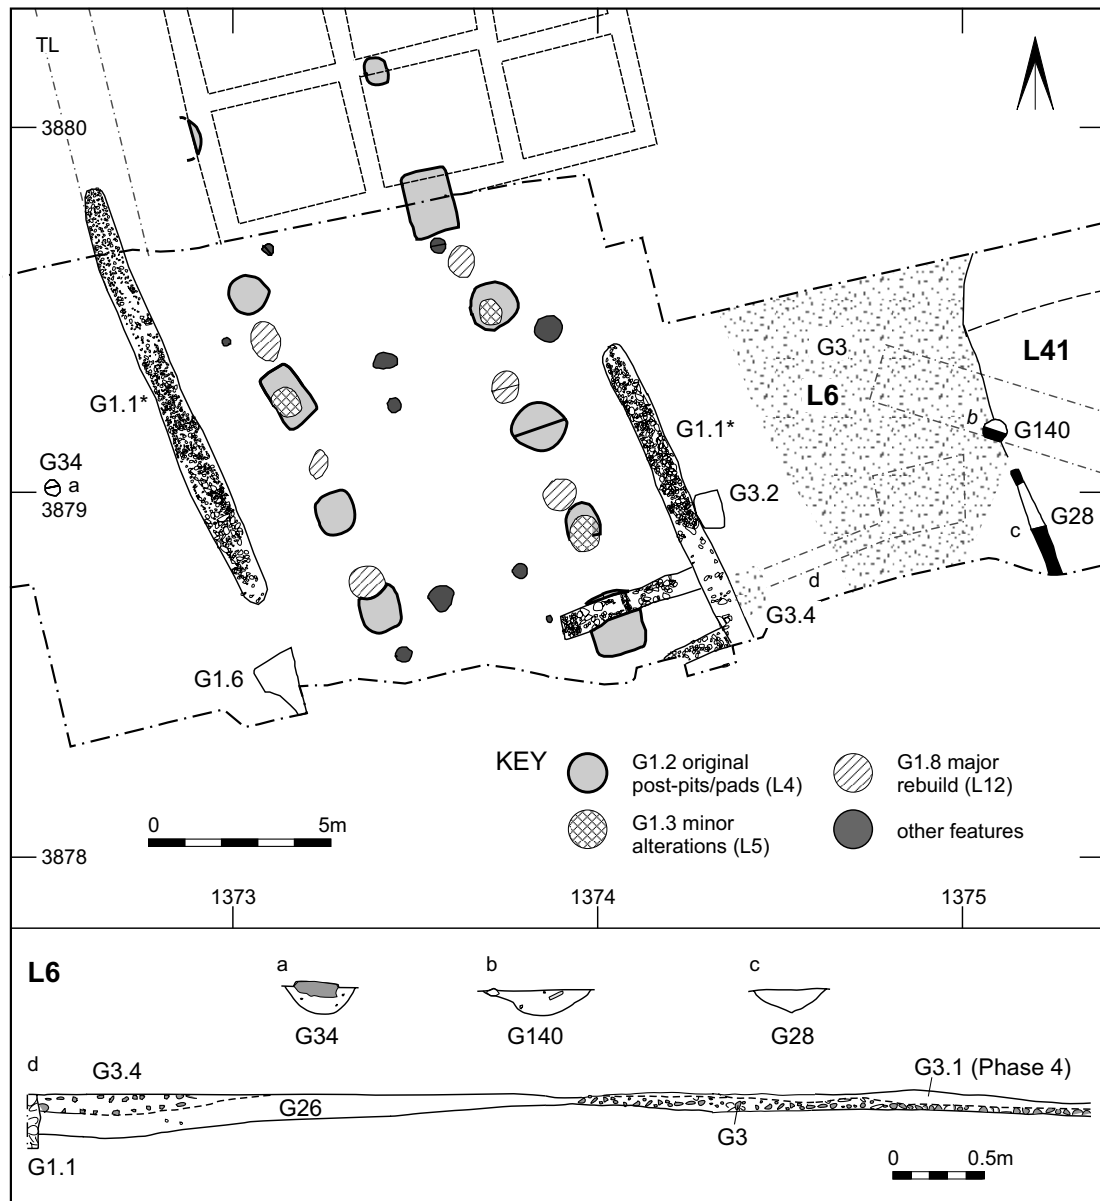 TL
3880
G3
L41
L6
G1.1*
G1.1*
b
G140
G34
a
3879
G3.2
G28
c
d
G3.4
G1.6
KEY
G1.2 original
post-pits/pads (L4)
G1.8 major
rebuild (L12)
G1.3 minor
alterations (L5)
other features
0
5m
3878
1373
1374
1375
L6
a
b
c
G34
G140
G28
d
G3.4
G3.1 (Phase 4)
G26
G3
G1.1
0
0.5m